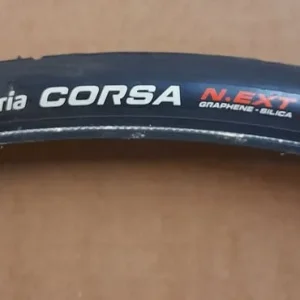 ria CORSA N.EXT
GRAPHENE - SILICA